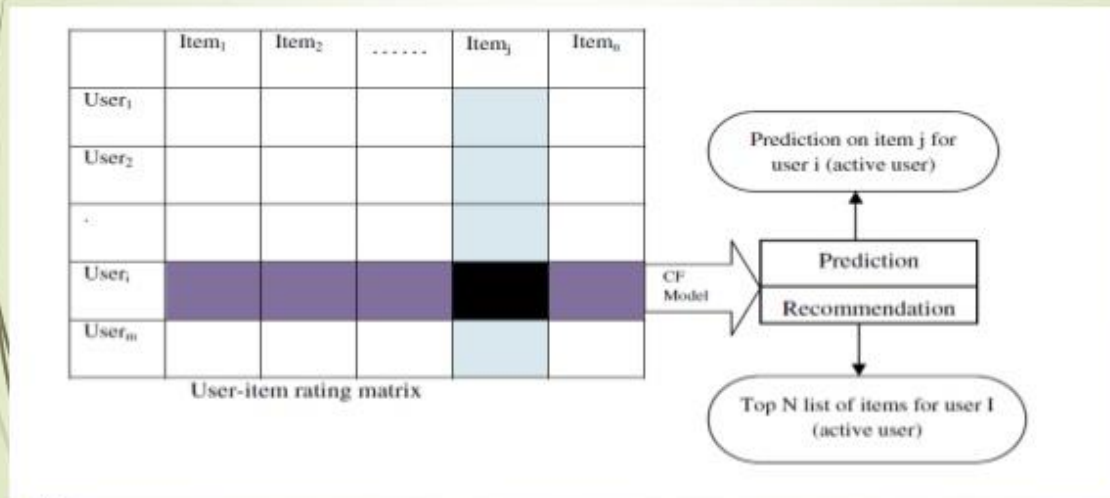 Item₁ Item₂ ...... Itemⱼ Itemₙ
User₁
User₂
.
Userᵢ
Userₘ
User-item rating matrix
CF
Model
Prediction on item j for
user i (active user)
Prediction
Recommendation
Top N list of items for user I
(active user)